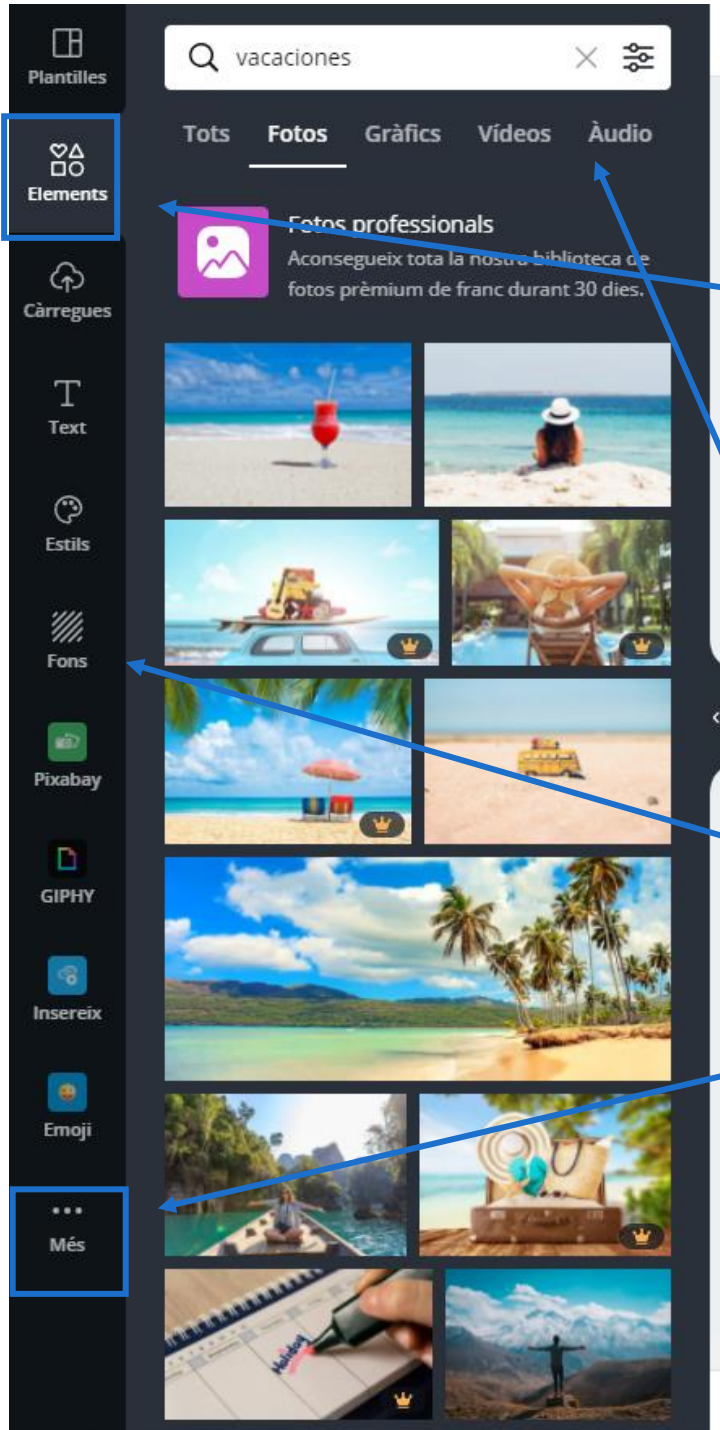 Plantilles
Elements
Càrregues
Text
Estils
Fons
Pixabay
GIPHY
Insereix
Emoji
Més
vacaciones
Tots Fotos Gràfics Vídeos Àudio
Fotos professionals
Aconsegueix tota la nostra biblioteca de
fotos prèmium de franc durant 30 dies.
Holiday